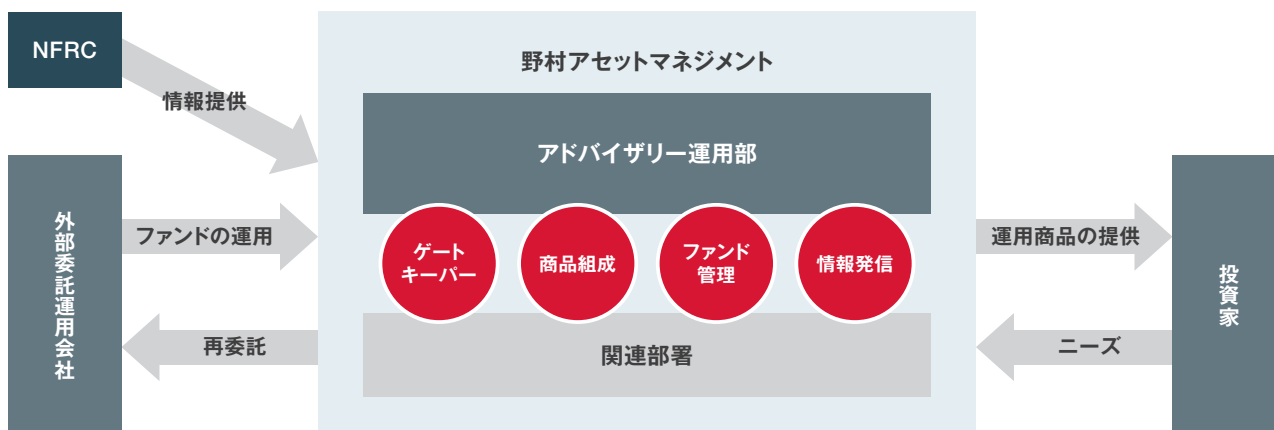 NFRC
情報提供
野村アセットマネジメント
アドバイザリー運用部
外部委託運用会社
ファンドの運用
再委託
ゲート
キーパー
商品組成
ファンド
管理
情報発信
関連部署
運用商品の提供
ニーズ
投資家